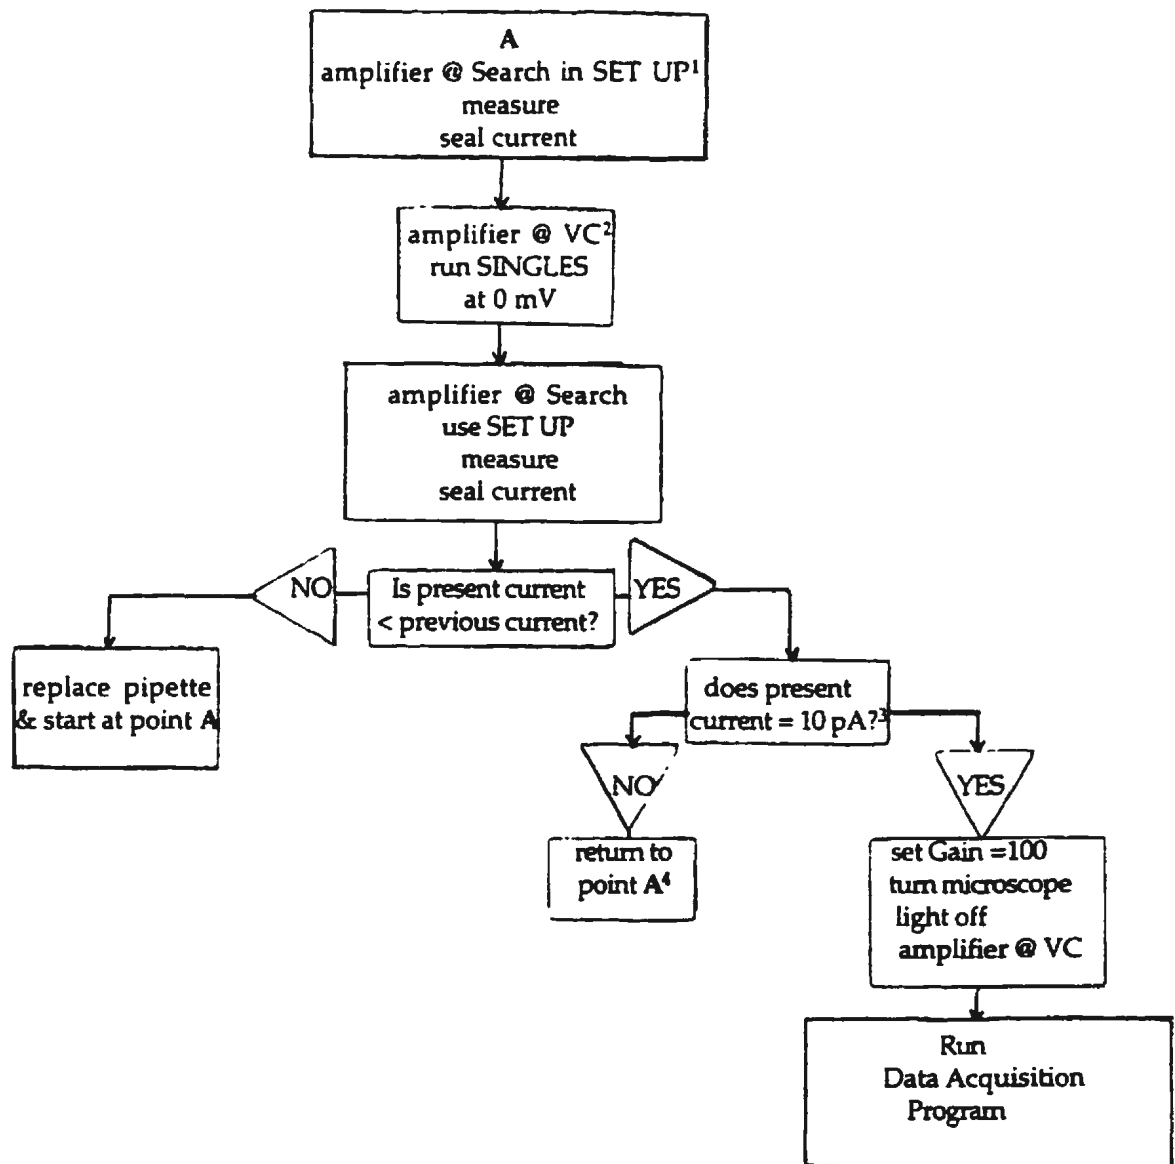 A
amplifier @ Search in SET UP¹
measure
seal current
amplifier @ VC²
run SINGLES
at 0 mV
amplifier @ Search
use SET UP
measure
seal current
NO
Is present current
< previous current?
YES
replace pipette
& start at point A
does present
current = 10 pA?³
NO
YES
return to
point A⁴
set Gain =100
turn microscope
light off
amplifier @ VC
Run
Data Acquisition
Program